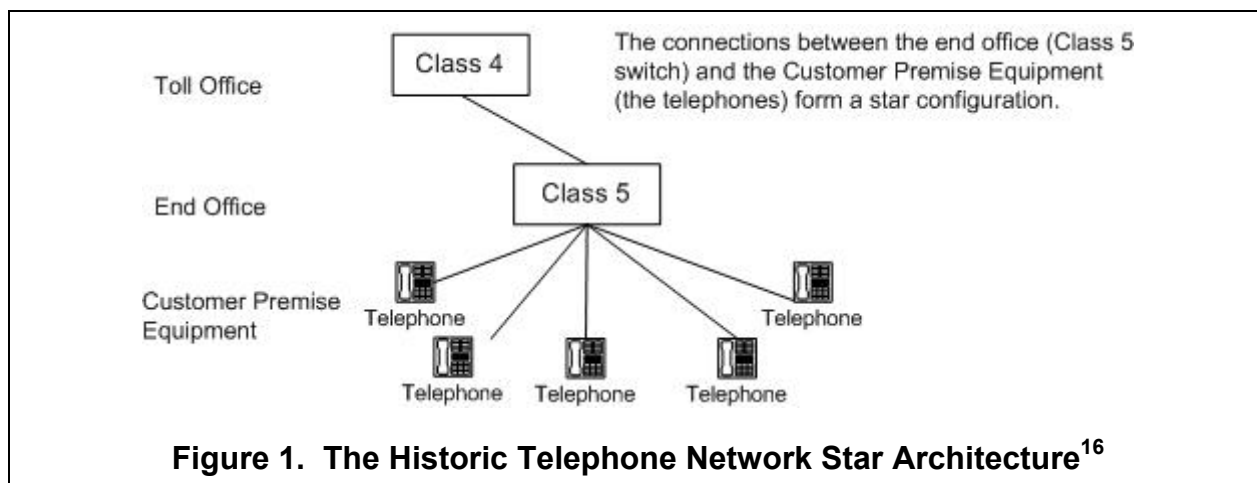 Class 4
The connections between the end office (Class 5
switch) and the Customer Premise Equipment
(the telephones) form a star configuration.
Toll Office
Class 5
End Office
Customer Premise
Equipment
Telephone
Telephone
Telephone
Telephone
Telephone
Figure 1. The Historic Telephone Network Star Architecture16